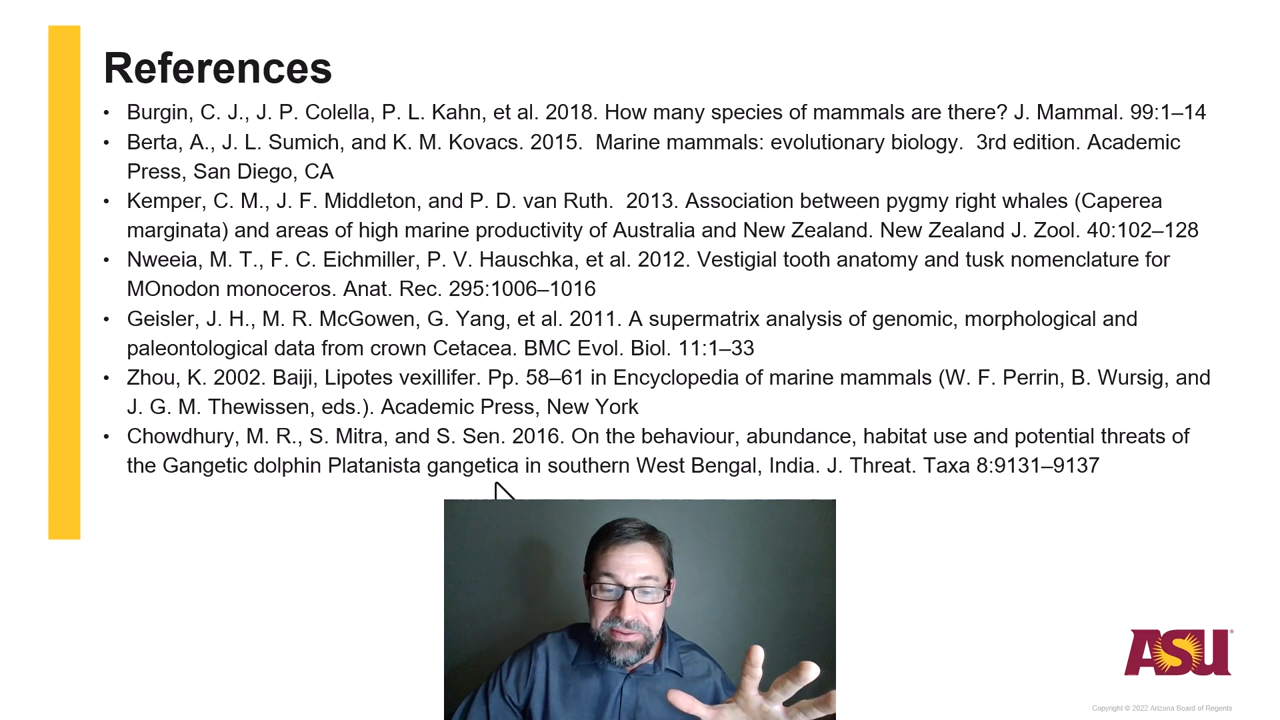 References
• Burgin, C. J., J. P. Colella, P. L. Kahn, et al. 2018. How many species of mammals are there? J. Mammal. 99:1–14
• Berta, A., J. L. Sumich, and K. M. Kovacs. 2015.  Marine mammals: evolutionary biology.  3rd edition. Academic
Press, San Diego, CA
• Kemper, C. M., J. F. Middleton, and P. D. van Ruth.  2013. Association between pygmy right whales (Caperea
marginata) and areas of high marine productivity of Australia and New Zealand. New Zealand J. Zool. 40:102–128
• Nweeia, M. T., F. C. Eichmiller, P. V. Hauschka, et al. 2012. Vestigial tooth anatomy and tusk nomenclature for
MOnodon monoceros. Anat. Rec. 295:1006–1016
• Geisler, J. H., M. R. McGowen, G. Yang, et al. 2011. A supermatrix analysis of genomic, morphological and
paleontological data from crown Cetacea. BMC Evol. Biol. 11:1–33
• Zhou, K. 2002. Baiji, Lipotes vexillifer. Pp. 58–61 in Encyclopedia of marine mammals (W. F. Perrin, B. Wursig, and
J. G. M. Thewissen, eds.). Academic Press, New York
• Chowdhury, M. R., S. Mitra, and S. Sen. 2016. On the behaviour, abundance, habitat use and potential threats of
the Gangetic dolphin Platanista gangetica in southern West Bengal, India. J. Threat. Taxa 8:9131–9137
ASU®
Copyright © 2022 Arizona Board of Regents